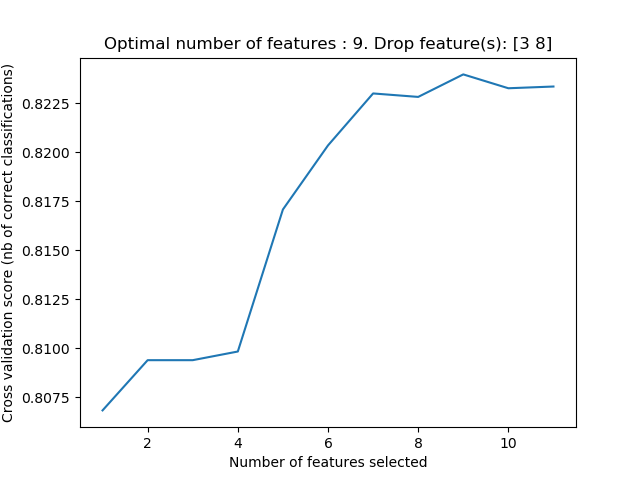 Optimal number of features : 9. Drop feature(s): [3 8]
Cross validation score (nb of correct classifications)
0.8225
0.8200
0.8175
0.8150
0.8125
0.8100
0.8075
2 4 6 8 10
Number of features selected